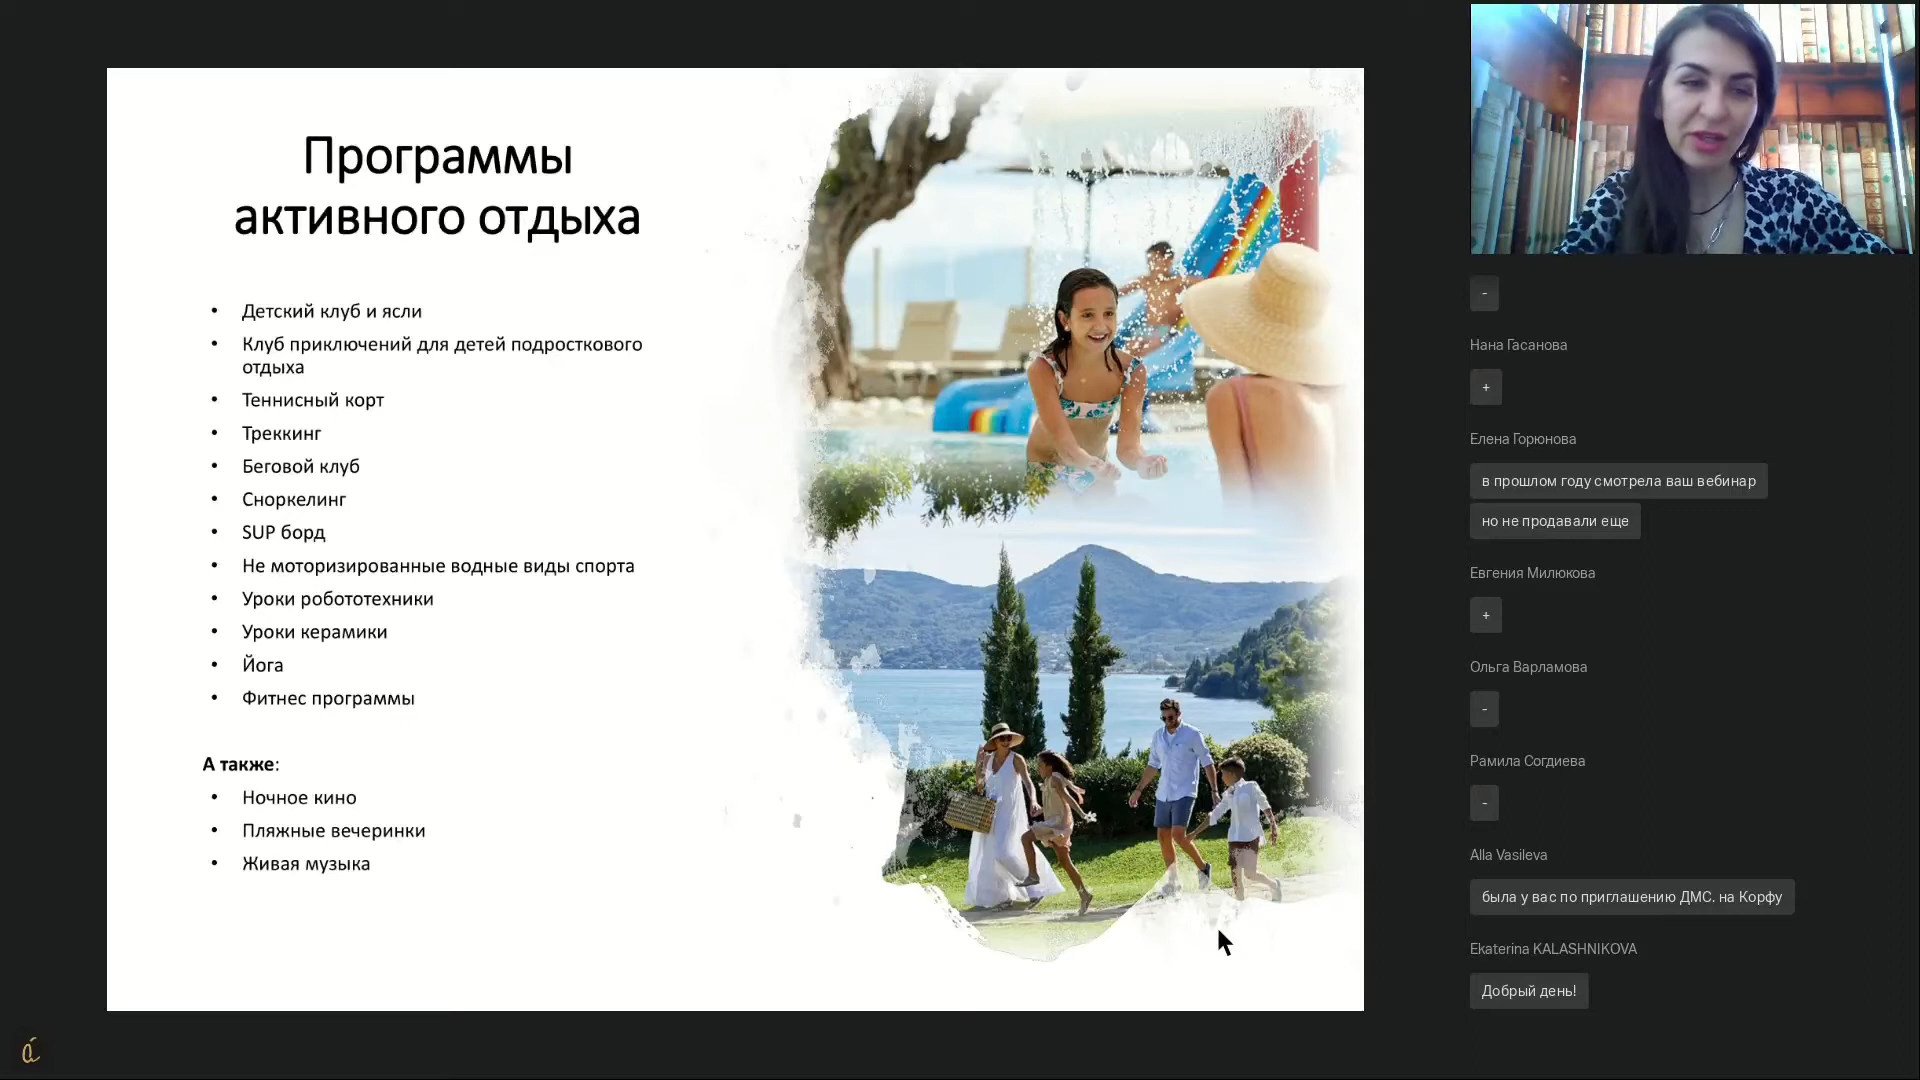 Программы
активного отдыха
• Детский клуб и ясли
• Клуб приключений для детей подросткового
отдыха
• Теннисный корт
• Треккинг
• Беговой клуб
• Сноркелинг
• SUP борд
• Не моторизированные водные виды спорта
• Уроки робототехники
• Уроки керамики
• Йога
• Фитнес программы
А также:
• Ночное кино
• Пляжные вечеринки
• Живая музыка
-
Нана Гасанова
+
Елена Горюнова
в прошлом году смотрела ваш вебинар
но не продавали еще
Евгения Милюкова
+
Ольга Варламова
-
Рамила Согдиева
-
Alla Vasileva
была у вас по приглашению ДМС. на Корфу
Ekaterina KALASHNIKOVA
Добрый день!
á